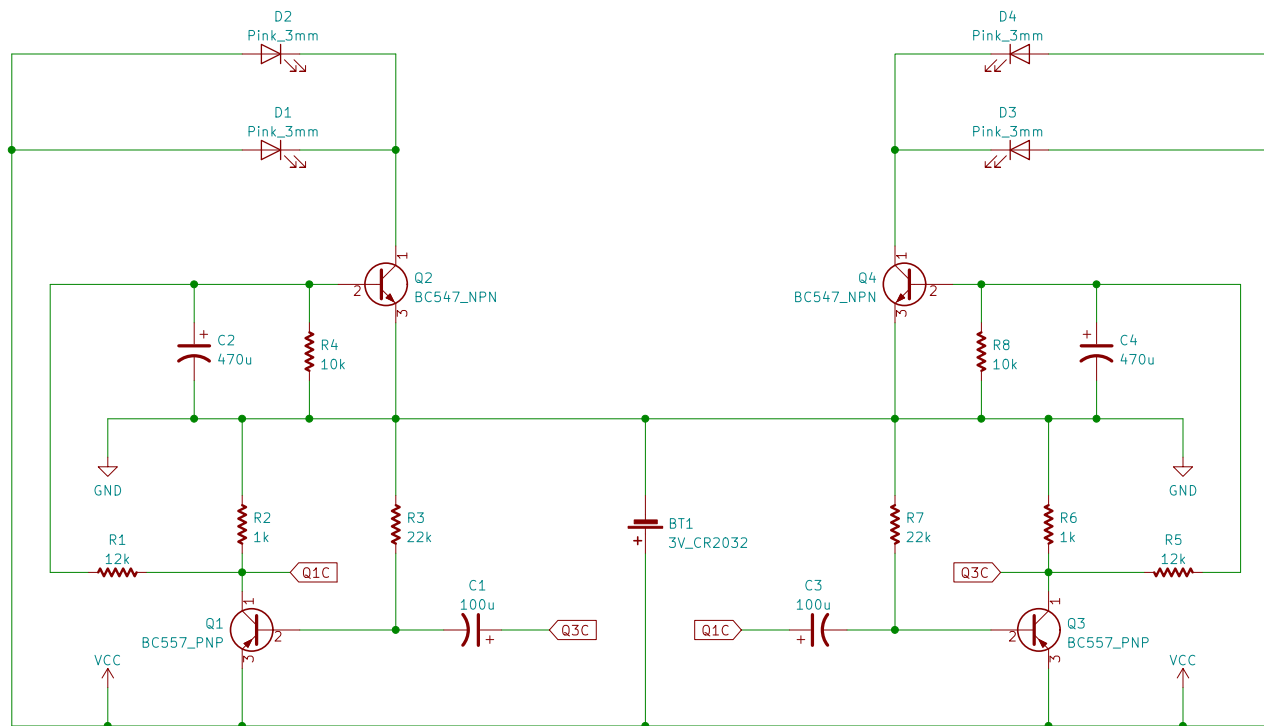 D2
Pink_3mm
D4
Pink_3mm
D1
Pink_3mm
D3
Pink_3mm
1
Q2
BC547_NPN
2
3
1
Q4
BC547_NPN
2
3
+
C2
470u
R4
10k
R8
10k
+
C4
470u
GND
GND
R2
1k
R3
22k
BT1
3V_CR2032
+
R7
22k
R6
1k
R1
12k
Q1C
Q3C
R5
12k
C1
100u
+
Q3C
Q1C
C3
100u
+
1
Q1
BC557_PNP
2
3
1
Q3
BC557_PNP
2
3
VCC
VCC